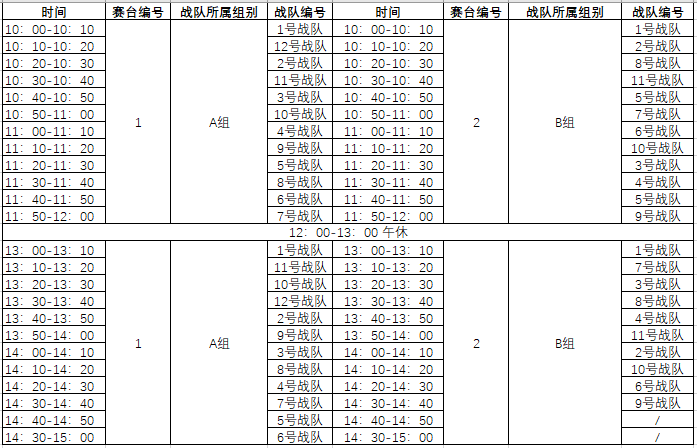 时间 赛台编号 战队所属组别 战队编号 时间 赛台编号 战队所属组别 战队编号
10：00-10：10 1号战队 10：00-10：10 1号战队
10：10-10：20 12号战队 10：10-10：20 2号战队
10：20-10：30 2号战队 10：20-10：30 8号战队
10：30-10：40 11号战队 10：30-10：40 11号战队
10：40-10：50 3号战队 10：40-10：50 5号战队
10：50-11：00 1 A组 10号战队 10：50-11：00 2 B组 7号战队
11：00-11：10 4号战队 11：00-11：10 6号战队
11：10-11：20 9号战队 11：10-11：20 10号战队
11：20-11：30 5号战队 11：20-11：30 3号战队
11：30-11：40 8号战队 11：30-11：40 4号战队
11：40-11：50 6号战队 11：40-11：50 5号战队
11：50-12：00 7号战队 11：50-12：00 9号战队
12：00-13：00 午休
13：00-13：10 1号战队 13：00-13：10 1号战队
13：10-13：20 11号战队 13：10-13：20 7号战队
13：20-13：30 10号战队 13：20-13：30 3号战队
13：30-13：40 12号战队 13：30-13：40 8号战队
13：40-13：50 2号战队 13：40-13：50 4号战队
13：50-14：00 1 A组 9号战队 13：50-14：00 2 B组 11号战队
14：00-14：10 3号战队 14：00-14：10 2号战队
14：10-14：20 8号战队 14：10-14：20 10号战队
14：20-14：30 4号战队 14：20-14：30 6号战队
14：30-14：40 7号战队 14：30-14：40 9号战队
14：40-14：50 5号战队 14：40-14：50 /
14：30-15：00 6号战队 14：30-15：00 /